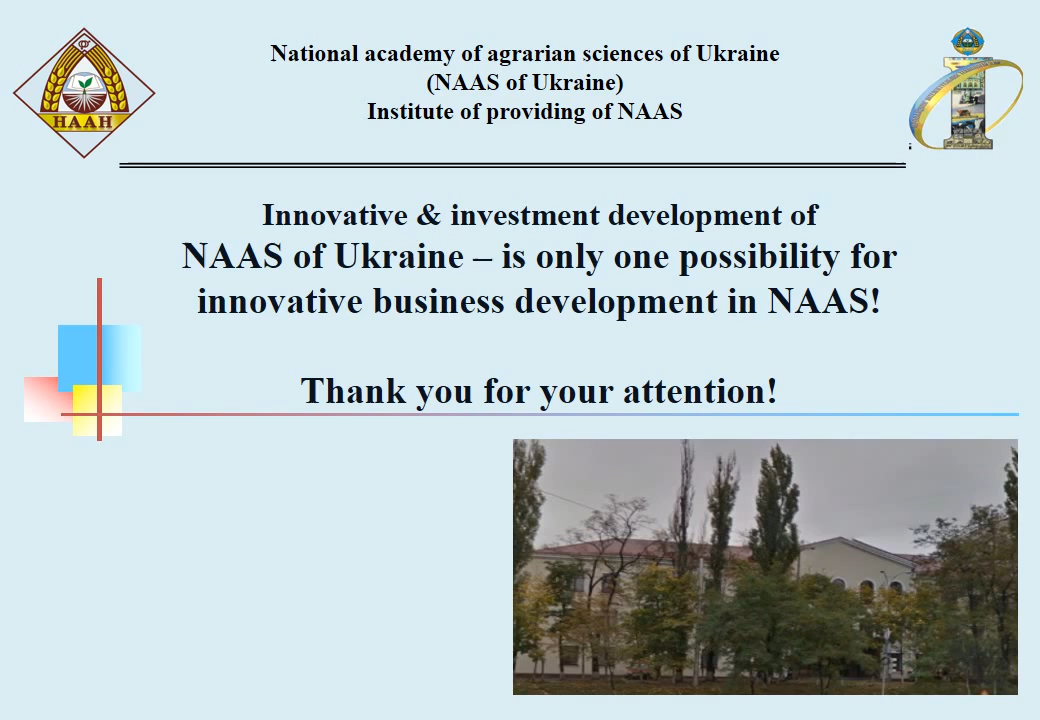 National academy of agrarian sciences of Ukraine
(NAAS of Ukraine)
Institute of providing of NAAS
НААН
Innovative & investment development of
NAAS of Ukraine – is only one possibility for
innovative business development in NAAS!
Thank you for your attention!